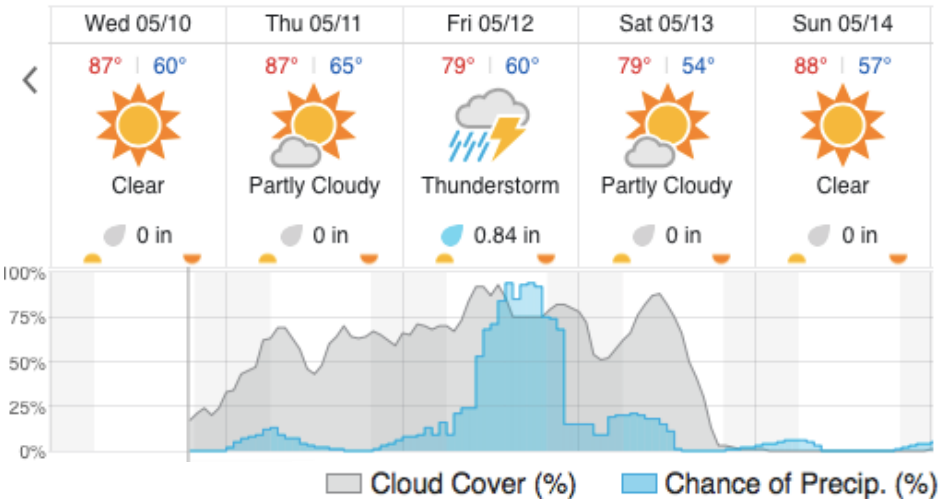 Wed 05/10 Thu 05/11 Fri 05/12 Sat 05/13 Sun 05/14
87° | 60° 87° | 65° 79° | 60° 79° | 54° 88° | 57°
Clear Partly Cloudy Thunderstorm Partly Cloudy Clear
0 in 0 in 0.84 in 0 in 0 in
100%
75%
50%
25%
0%
Cloud Cover (%) Chance of Precip. (%)